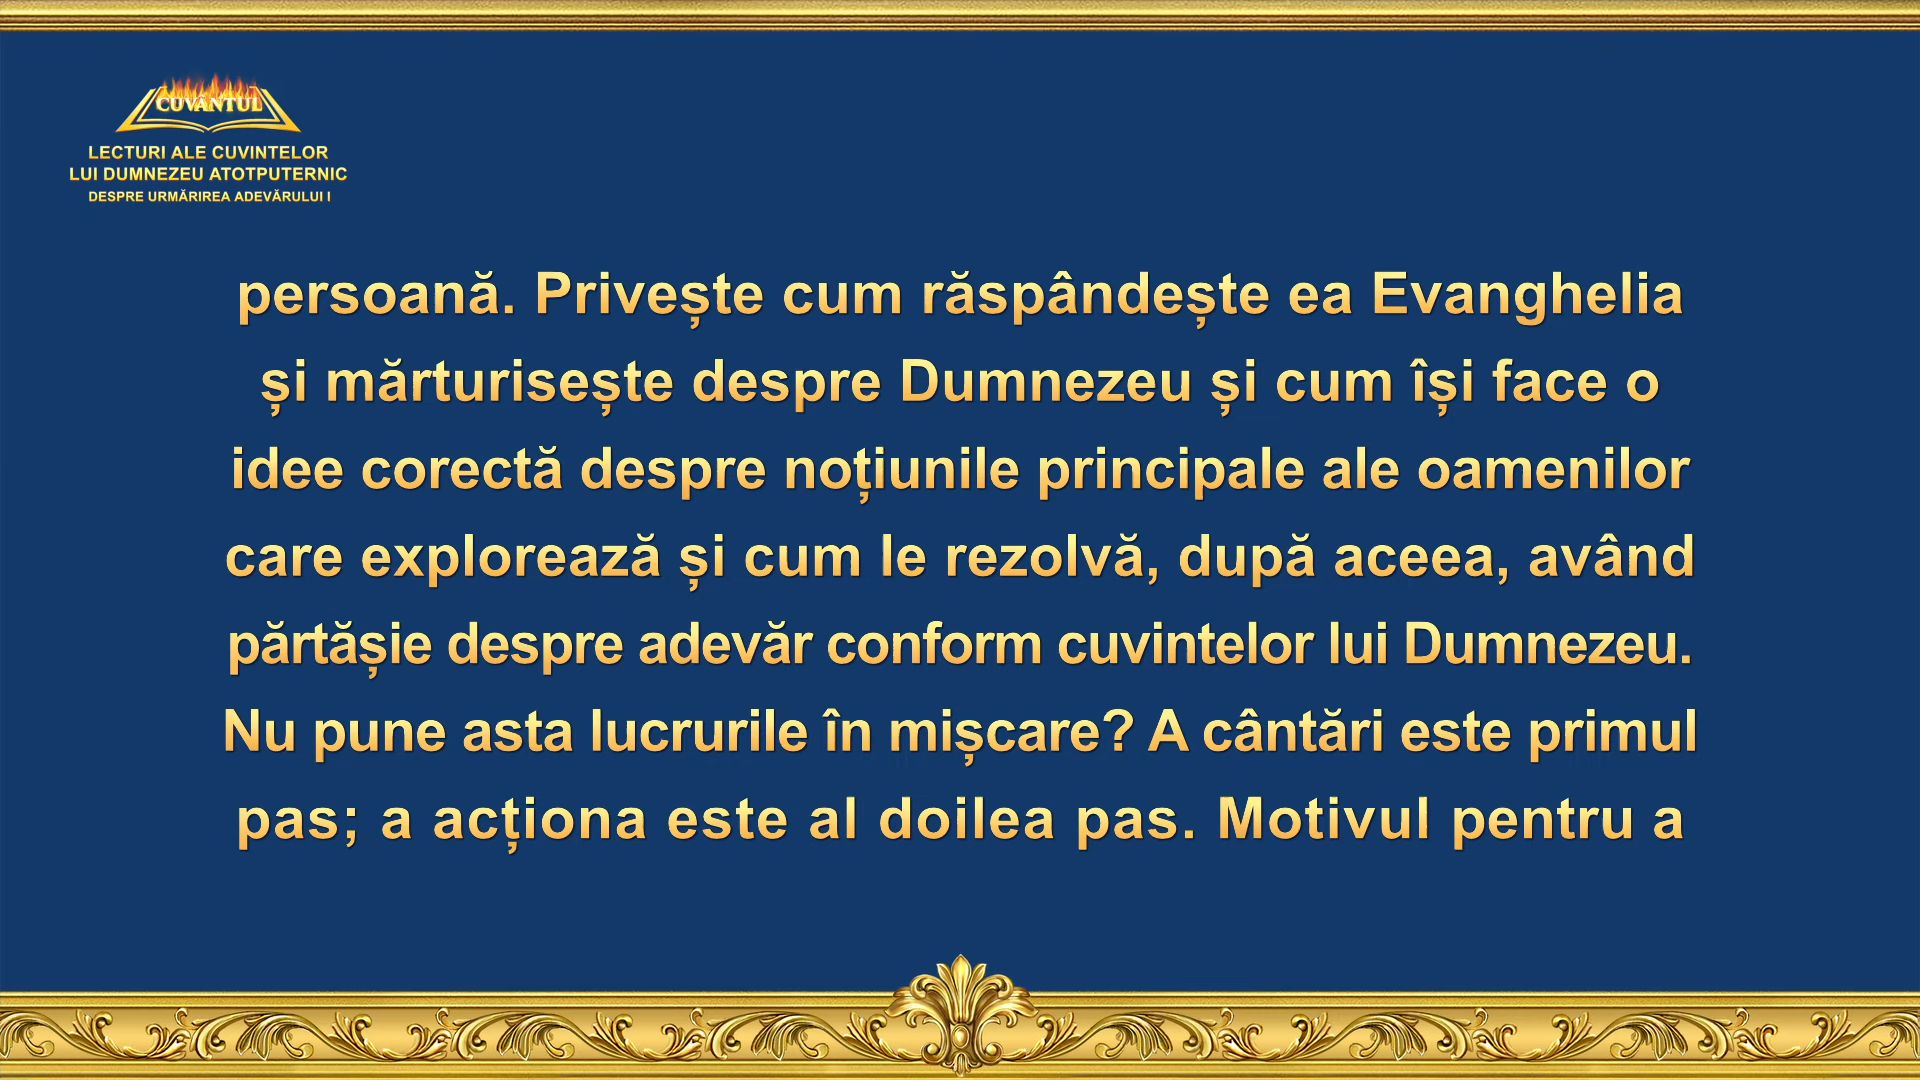 CUVÂNTUL
LECTURI ALE CUVINTELOR
LUI DUMNEZEU ATOTPUTERNIC
DESPRE URMĂRIREA ADEVĂRULUI I
persoană. Privește cum răspândește ea Evanghelia
și mărturisește despre Dumnezeu și cum își face o
idee corectă despre noțiunile principale ale oamenilor
care explorează și cum le rezolvă, după aceea, având
părtășie despre adevăr conform cuvintelor lui Dumnezeu.
Nu pune asta lucrurile în mișcare? A cântări este primul
pas; a acționa este al doilea pas. Motivul pentru a